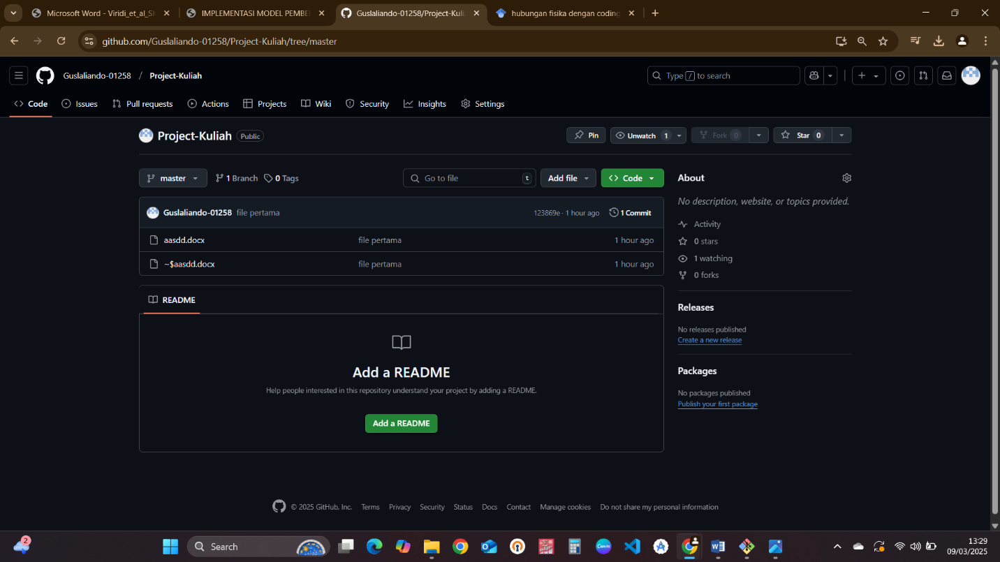 Microsoft Word - Viridi_et_al_Sk
IMPLEMENTASI MODEL PEMBEL
Guslaliando-01258/Project-Kulia
hubungan fisika dengan coding
github.com/Guslaliando-01258/Project-Kuliah/tree/master
Guslaliando-01258 / Project-Kuliah
Type / to search
Code Issues Pull requests Actions Projects Wiki Security Insights Settings
Project-Kuliah Public
Pin Unwatch 1 Fork 0 Star 0
master 1 Branch 0 Tags
Go to file t Add file Code
Guslaliando-01258 file pertama 123869e · 1 hour ago 1 Commit
aasdd.docx file pertama 1 hour ago
~$aasdd.docx file pertama 1 hour ago
README
Add a README
Help people interested in this repository understand your project by adding a README.
Add a README
About
No description, website, or topics provided.
Activity
0 stars
1 watching
0 forks
Releases
No releases published
Create a new release
Packages
No packages published
Publish your first package
© 2025 GitHub, Inc. Terms Privacy Security Status Docs Contact Manage cookies Do not share my personal information
2
Search
Canva
13:29
09/03/2025